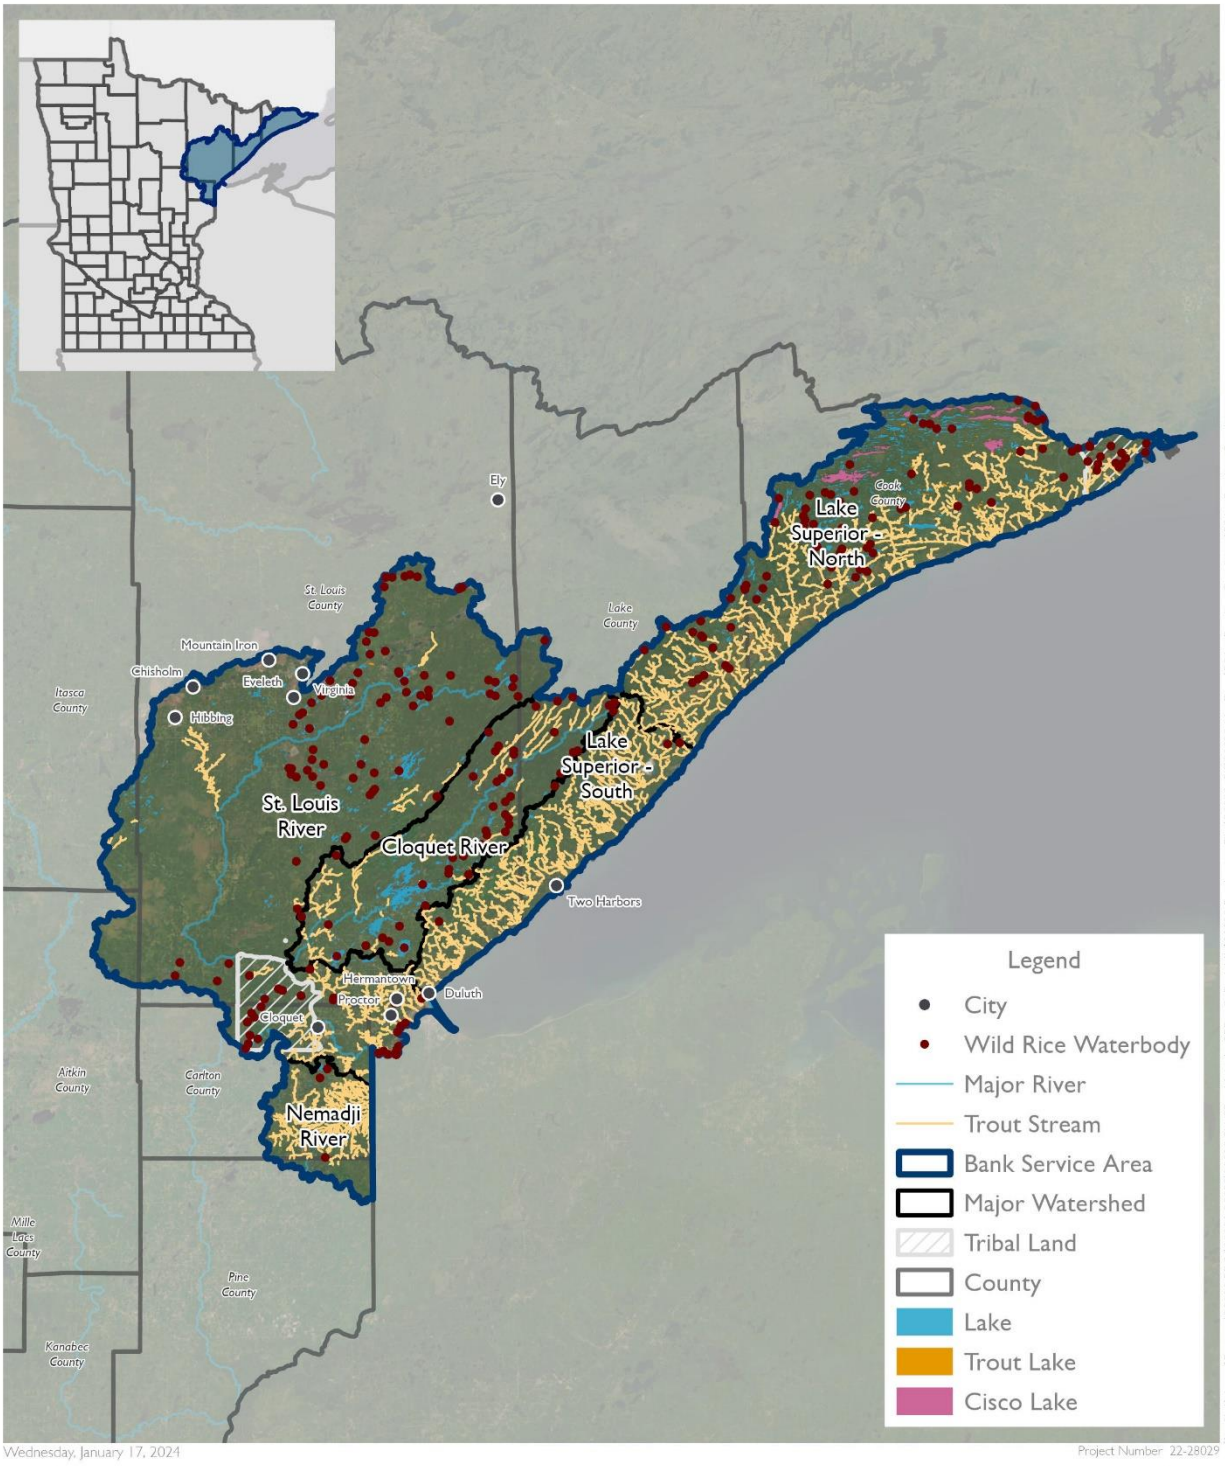 Ely
St. Louis
County
Lake
County
Cook
County
Lake
Superior -
North
Mountain Iron
Chisholm
Eveleth
Virginia
Hibbing
Itasca
County
Lake
Superior -
South
St. Louis
River
Cloquet River
Two Harbors
Hermantown
Proctor
Duluth
Cloquet
Aitkin
County
Carlton
County
Nemadji
River
Mille
Lacs
County
Pine
County
Kanabec
County
Legend
City
Wild Rice Waterbody
Major River
Trout Stream
Bank Service Area
Major Watershed
Tribal Land
County
Lake
Trout Lake
Cisco Lake
Wednesday, January 17, 2024
Project Number 22-28029